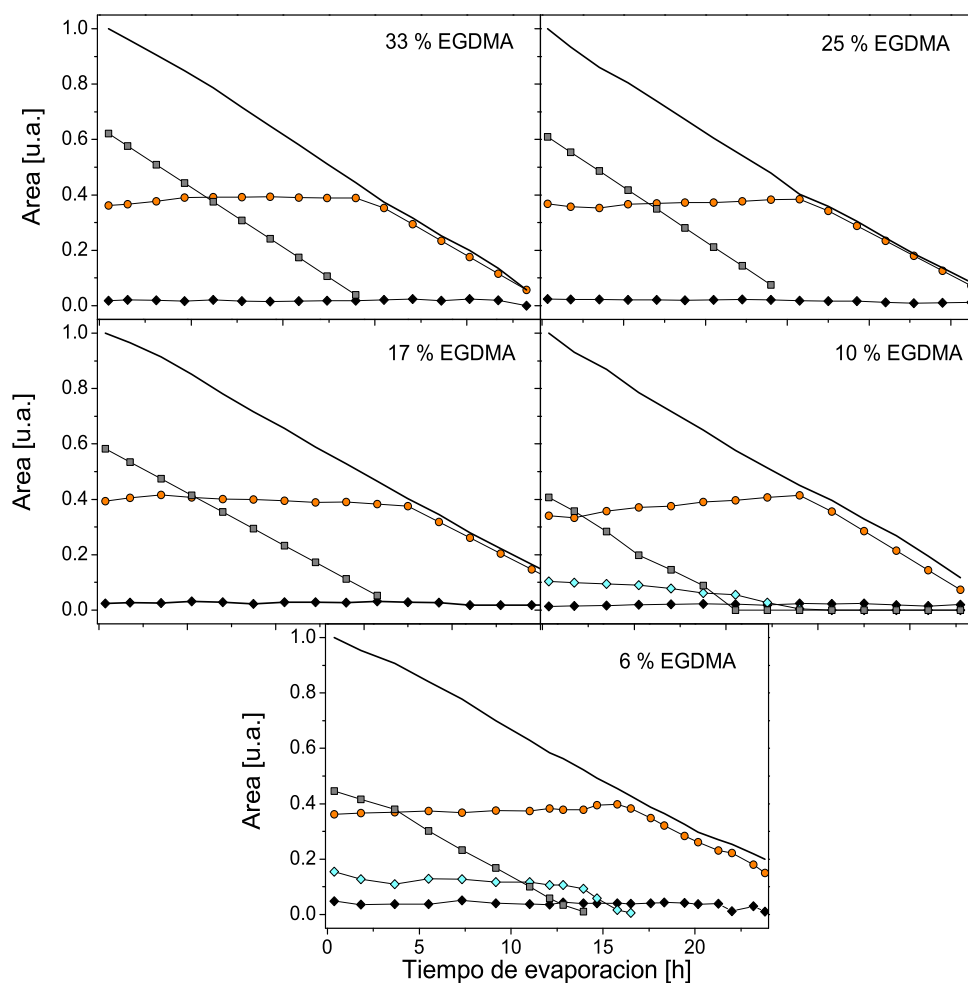 33 % EGDMA
25 % EGDMA
Area [u.a.]
1.0
0.8
0.6
0.4
0.2
0.0
17 % EGDMA
10 % EGDMA
Area [u.a.]
1.0
0.8
0.6
0.4
0.2
0.0
6 % EGDMA
Area [u.a.]
1.0
0.8
0.6
0.4
0.2
0.0
0 5 10 15 20
Tiempo de evaporacion [h]